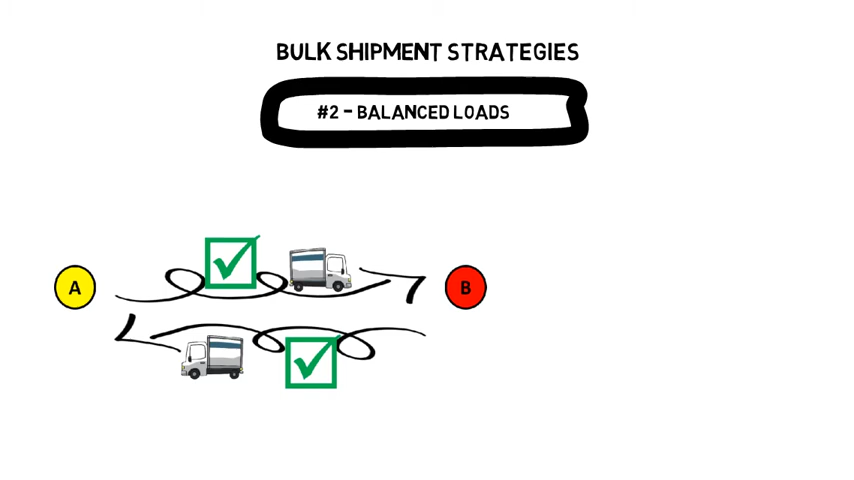 BULK SHIPMENT STRATEGIES
#2 - BALANCED LOADS
A
B